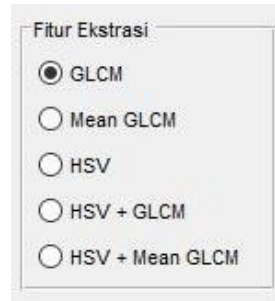 Fitur Ekstrasi
GLCM
Mean GLCM
HSV
HSV + GLCM
HSV + Mean GLCM